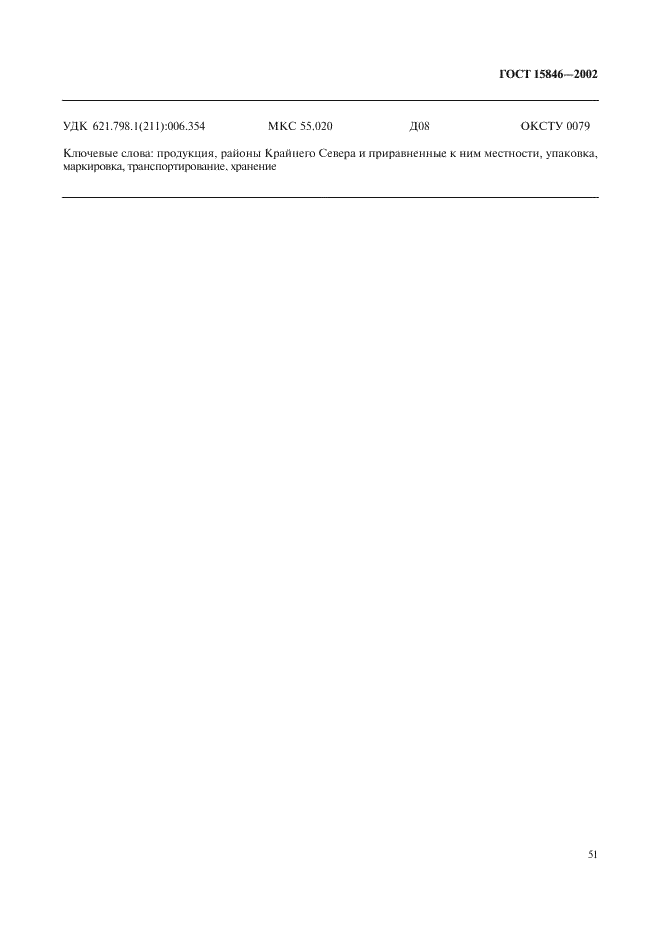 ГОСТ 15846—2002
УДК 621.798.1(211):006.354 МКС 55.020 Д08 ОКСТУ 0079
Ключевые слова: продукция, районы Крайнего Севера и приравненные к ним местности, упаковка,
маркировка, транспортирование, хранение
51